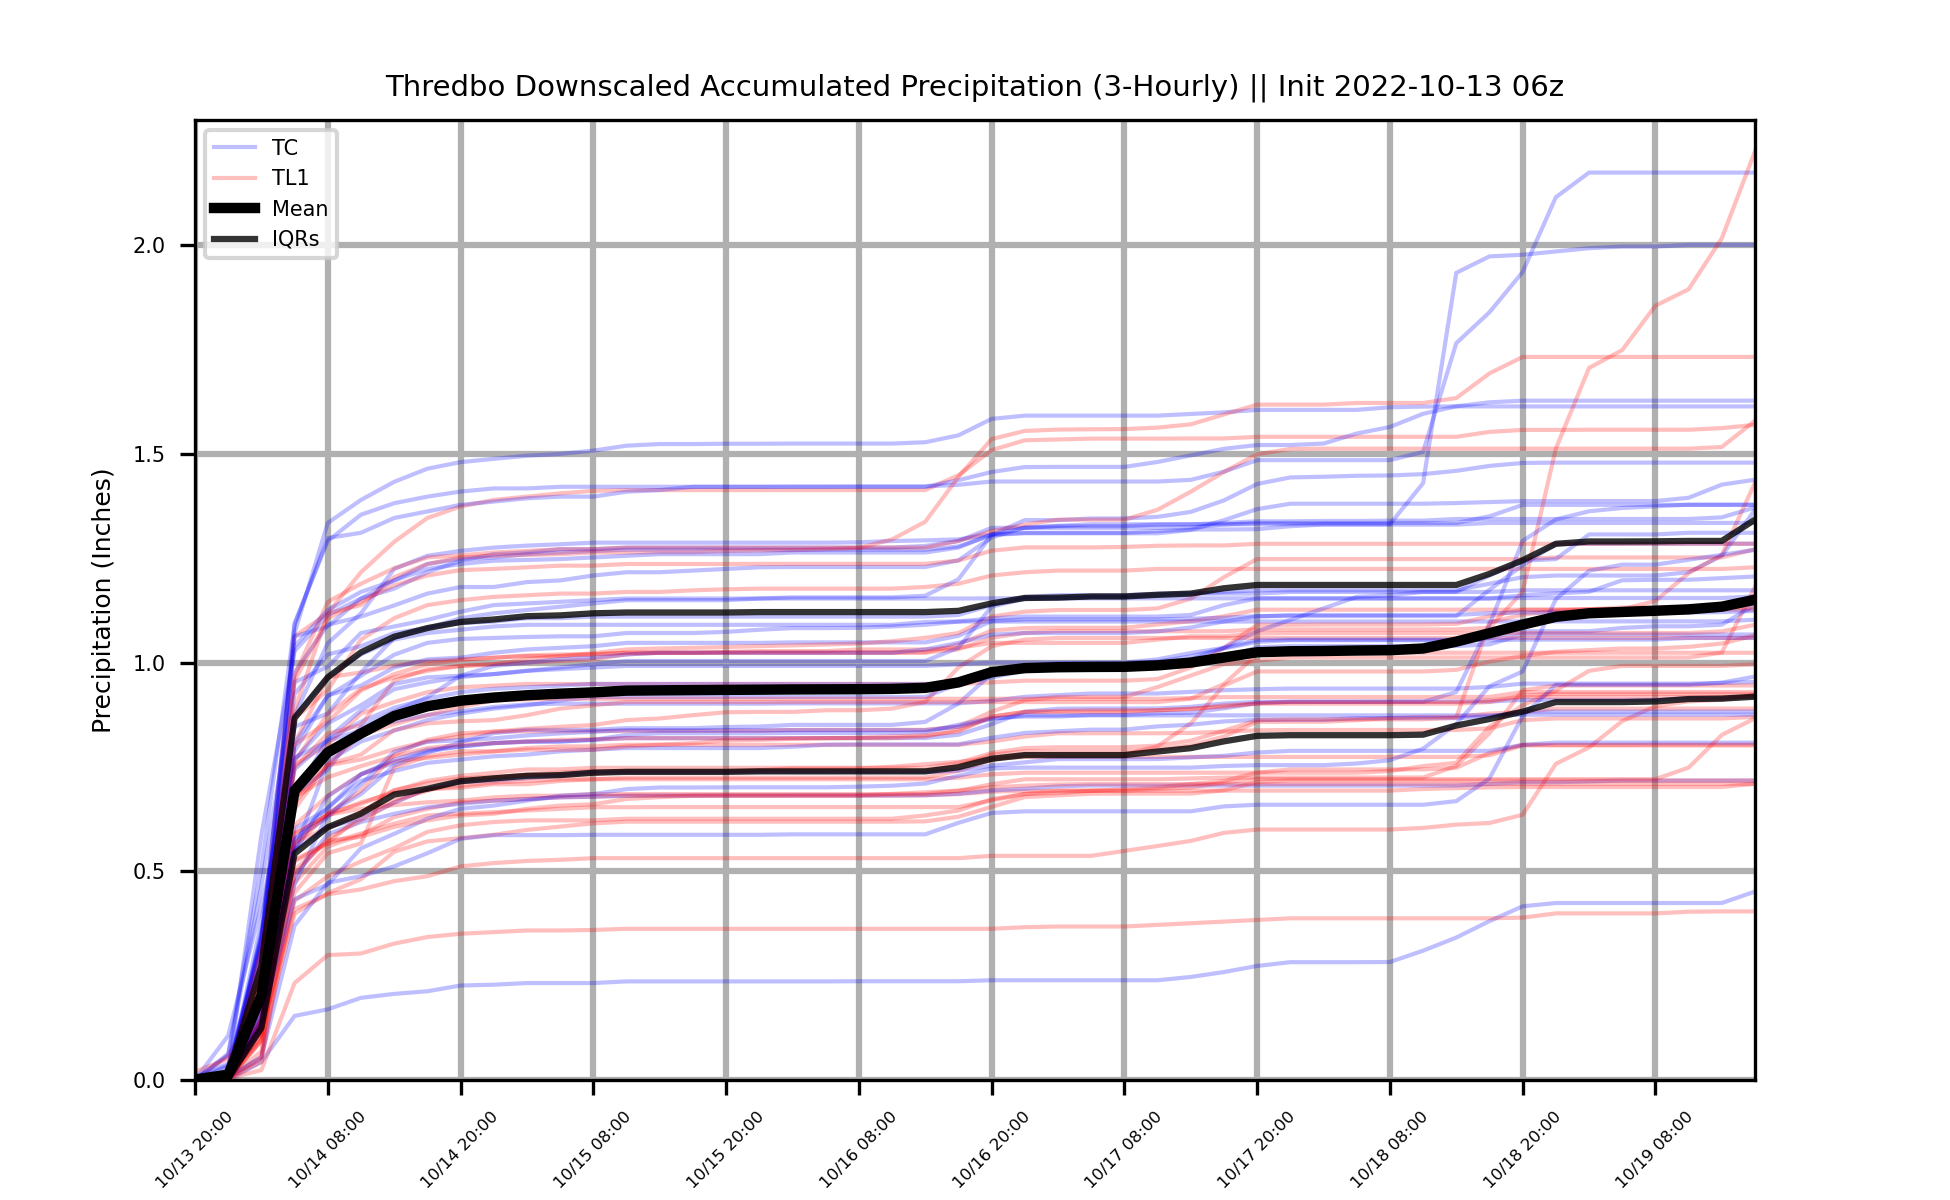 Thredbo Downscaled Accumulated Precipitation (3-Hourly) || Init 2022-10-13 06z
TC
TL1
Mean
IQRs
Precipitation (Inches)
2.0
1.5
1.0
0.5
0.0
10/13 20:00
10/14 08:00
10/14 20:00
10/15 08:00
10/15 20:00
10/16 08:00
10/16 20:00
10/17 08:00
10/17 20:00
10/18 08:00
10/18 20:00
10/19 08:00